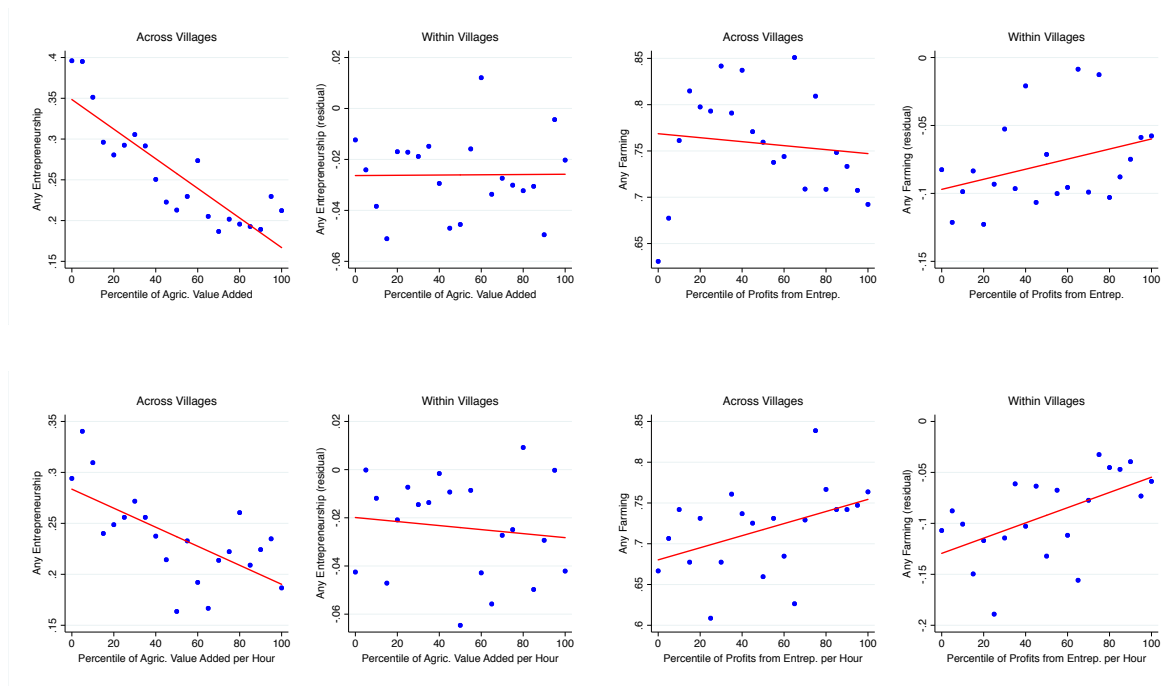 Across Villages
Any Entrepreneurship
.4
.35
.3
.25
.2
.15
0 20 40 60 80 100
Percentile of Agric. Value Added
Within Villages
Any Entrepreneurship (residual)
.02
0
-.02
-.04
-.06
0 20 40 60 80 100
Percentile of Agric. Value Added
Across Villages
Any Farming
.85
.8
.75
.7
.65
0 20 40 60 80 100
Percentile of Profits from Entrep.
Within Villages
Any Farming (residual)
0
-.05
-.1
-.15
0 20 40 60 80 100
Percentile of Profits from Entrep.
Across Villages
Any Entrepreneurship
.35
.3
.25
.2
.15
0 20 40 60 80 100
Percentile of Agric. Value Added per Hour
Within Villages
Any Entrepreneurship (residual)
.02
0
-.02
-.04
-.06
0 20 40 60 80 100
Percentile of Agric. Value Added per Hour
Across Villages
Any Farming
.85
.8
.75
.7
.65
.6
0 20 40 60 80 100
Percentile of Profits from Entrep. per Hour
Within Villages
Any Farming (residual)
0
-.05
-.1
-.15
-.2
0 20 40 60 80 100
Percentile of Profits from Entrep. per Hour